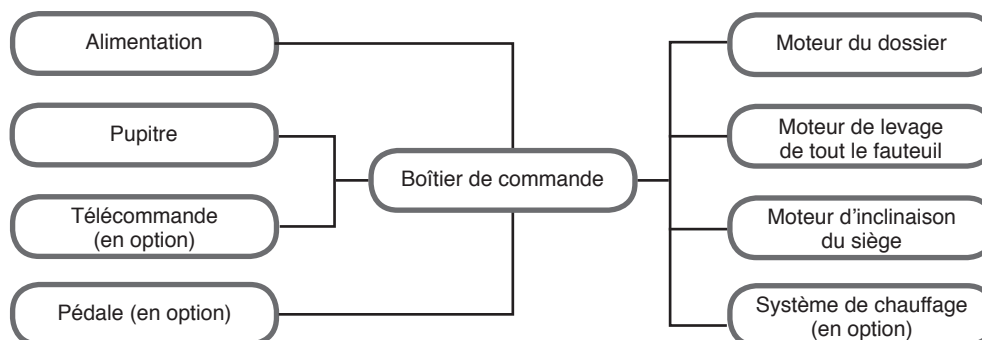 Alimentation
Pupitre
Télécommande
(en option)
Pédale (en option)
Boîtier de commande
Moteur du dossier
Moteur de levage
de tout le fauteuil
Moteur d'inclinaison
du siège
Système de chauffage
(en option)